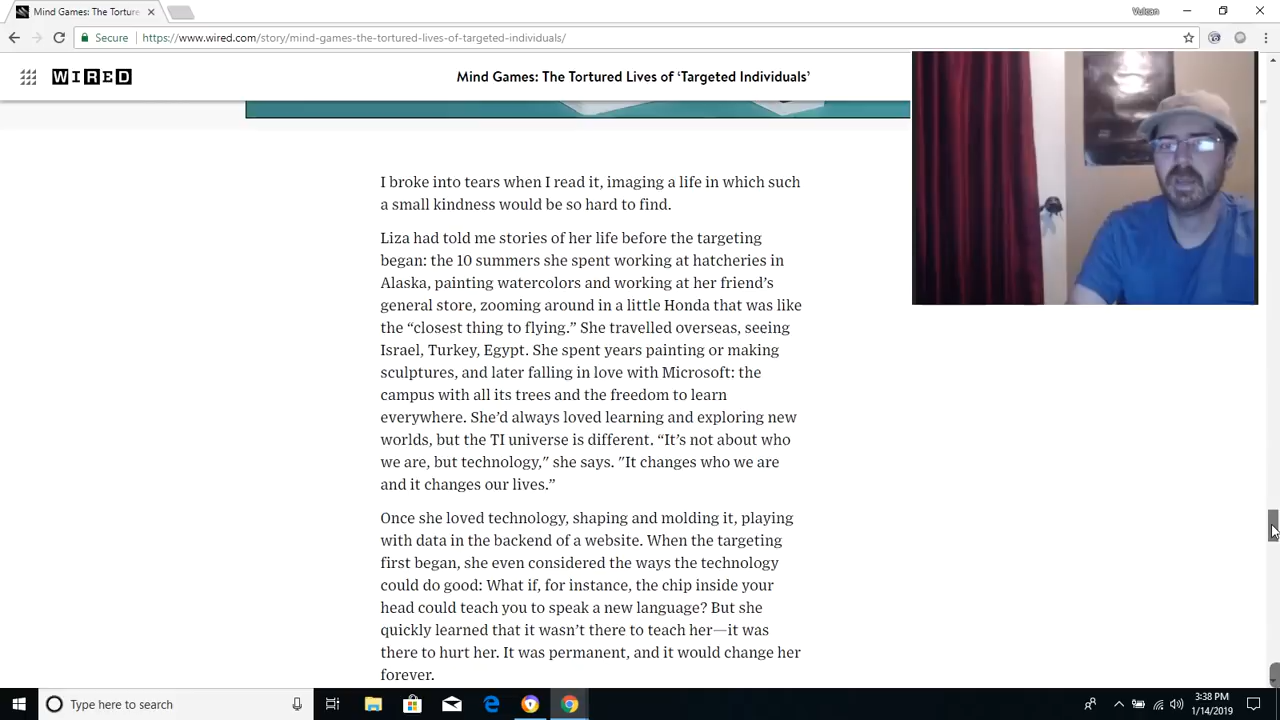 Mind Games: The Torture
Vulcan
Secure
https://www.wired.com/story/mind-games-the-tortured-lives-of-targeted-individuals/
WIRED
Mind Games: The Tortured Lives of ‘Targeted Individuals’
I broke into tears when I read it, imaging a life in which such
a small kindness would be so hard to find.
Liza had told me stories of her life before the targeting
began: the 10 summers she spent working at hatcheries in
Alaska, painting watercolors and working at her friend’s
general store, zooming around in a little Honda that was like
the “closest thing to flying.” She travelled overseas, seeing
Israel, Turkey, Egypt. She spent years painting or making
sculptures, and later falling in love with Microsoft: the
campus with all its trees and the freedom to learn
everywhere. She’d always loved learning and exploring new
worlds, but the TI universe is different. “It’s not about who
we are, but technology," she says. "It changes who we are
and it changes our lives.”
Once she loved technology, shaping and molding it, playing
with data in the backend of a website. When the targeting
first began, she even considered the ways the technology
could do good: What if, for instance, the chip inside your
head could teach you to speak a new language? But she
quickly learned that it wasn’t there to teach her—it was
there to hurt her. It was permanent, and it would change her
forever.
Type here to search
3:38 PM
1/14/2019